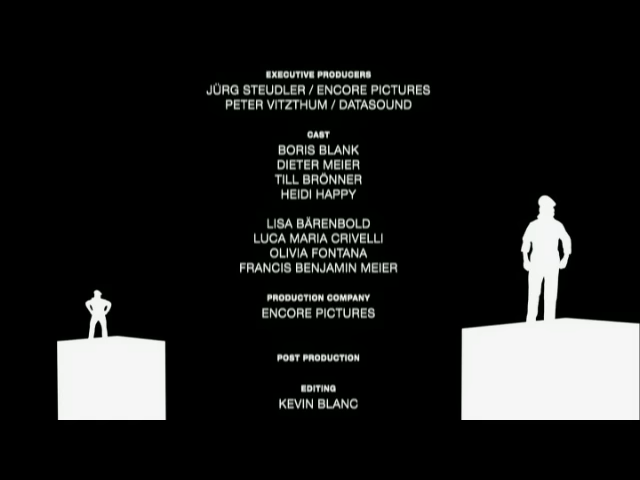 EXECUTIVE PRODUCERS
JÜRG STEUDLER / ENCORE PICTURES
PETER VITZTHUM / DATASOUND
CAST
BORIS BLANK
DIETER MEIER
TILL BRÖNNER
HEIDI HAPPY
LISA BÄRENBOLD
LUCA MARIA CRIVELLI
OLIVIA FONTANA
FRANCIS BENJAMIN MEIER
PRODUCTION COMPANY
ENCORE PICTURES
POST PRODUCTION
EDITING
KEVIN BLANC